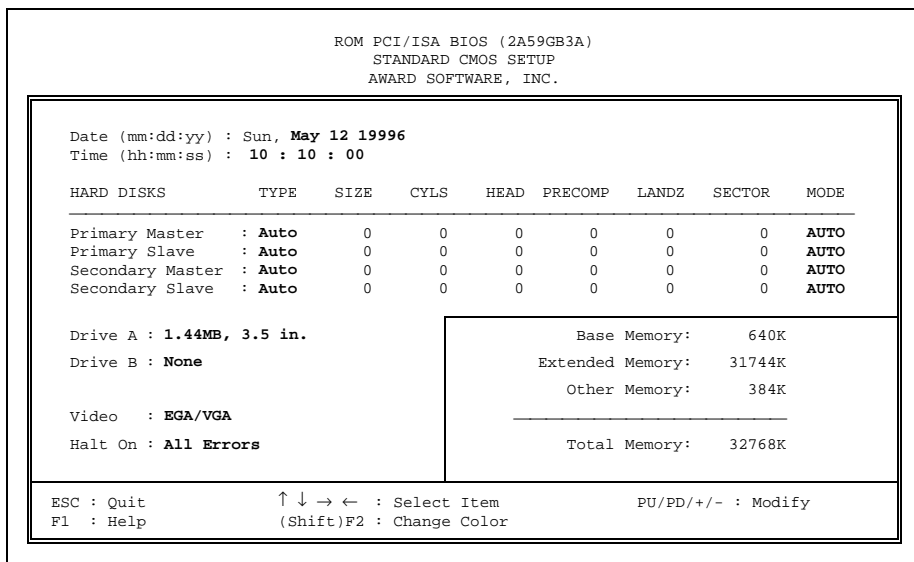 ROM PCI/ISA BIOS (2A59GB3A)
STANDARD CMOS SETUP
AWARD SOFTWARE, INC.
Date (mm:dd:yy) : Sun, May 12 19996
Time (hh:mm:ss) : 10 : 10 : 00
HARD DISKS TYPE SIZE CYLS HEAD PRECOMP LANDZ SECTOR MODE
Primary Master : Auto 0 0 0 0 0 0 AUTO
Primary Slave : Auto 0 0 0 0 0 0 AUTO
Secondary Master : Auto 0 0 0 0 0 0 AUTO
Secondary Slave : Auto 0 0 0 0 0 0 AUTO
Drive A : 1.44MB, 3.5 in.
Drive B : None
Video : EGA/VGA
Halt On : All Errors
Base Memory: 640K
Extended Memory: 31744K
Other Memory: 384K
Total Memory: 32768K
ESC : Quit ↑ ↓ → ← : Select Item PU/PD/+/- : Modify
F1 : Help (Shift)F2 : Change Color